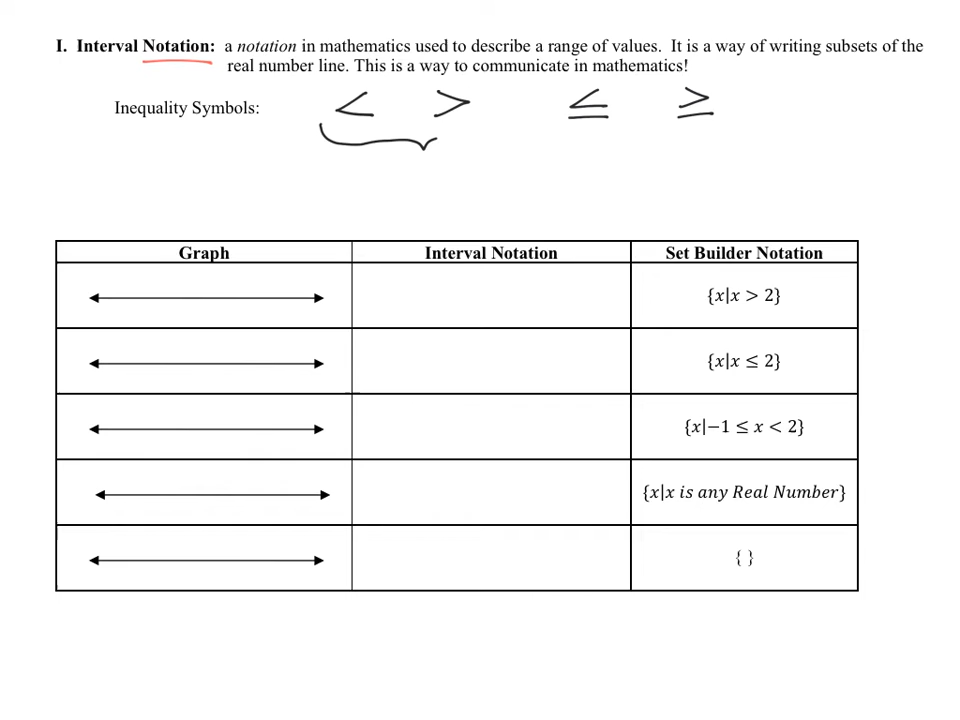 I. Interval Notation: a notation in mathematics used to describe a range of values. It is a way of writing subsets of the
real number line. This is a way to communicate in mathematics!
Inequality Symbols: < > ≤ ≥
Graph Interval Notation Set Builder Notation
{x|x > 2}
{x|x ≤ 2}
{x|−1 ≤ x < 2}
{x|x is any Real Number}
{ }